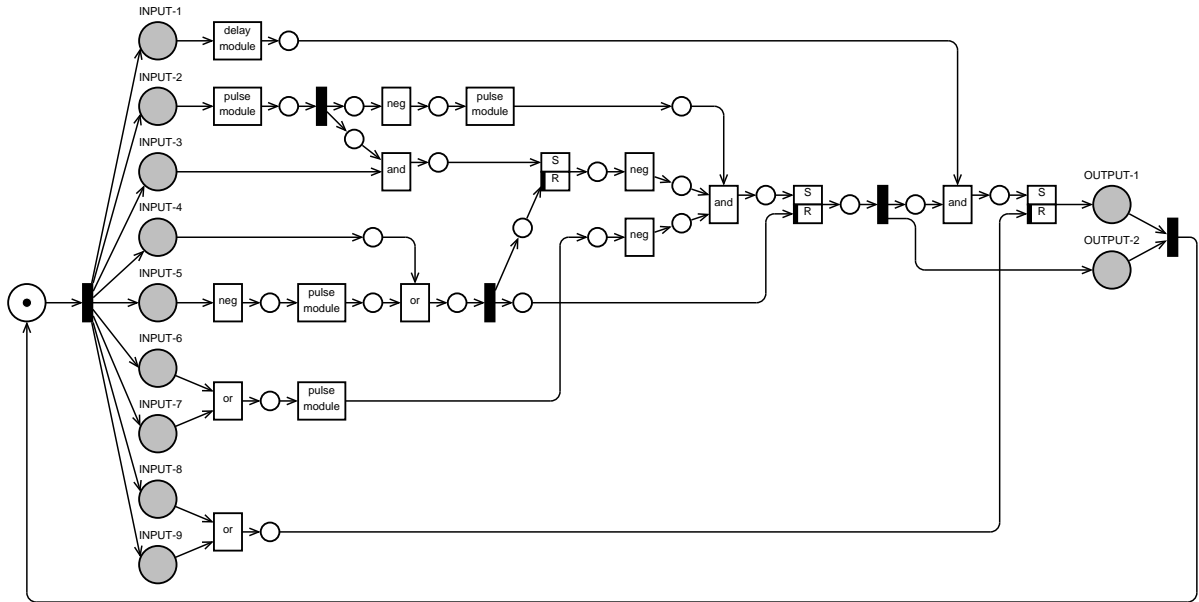 INPUT-1
delay
module
INPUT-2
pulse
module
neg
pulse
module
INPUT-3
and
S
R
neg
and
S
R
and
S
R
OUTPUT-1
INPUT-4
neg
OUTPUT-2
INPUT-5
neg
pulse
module
or
INPUT-6
or
pulse
module
INPUT-7
INPUT-8
or
INPUT-9